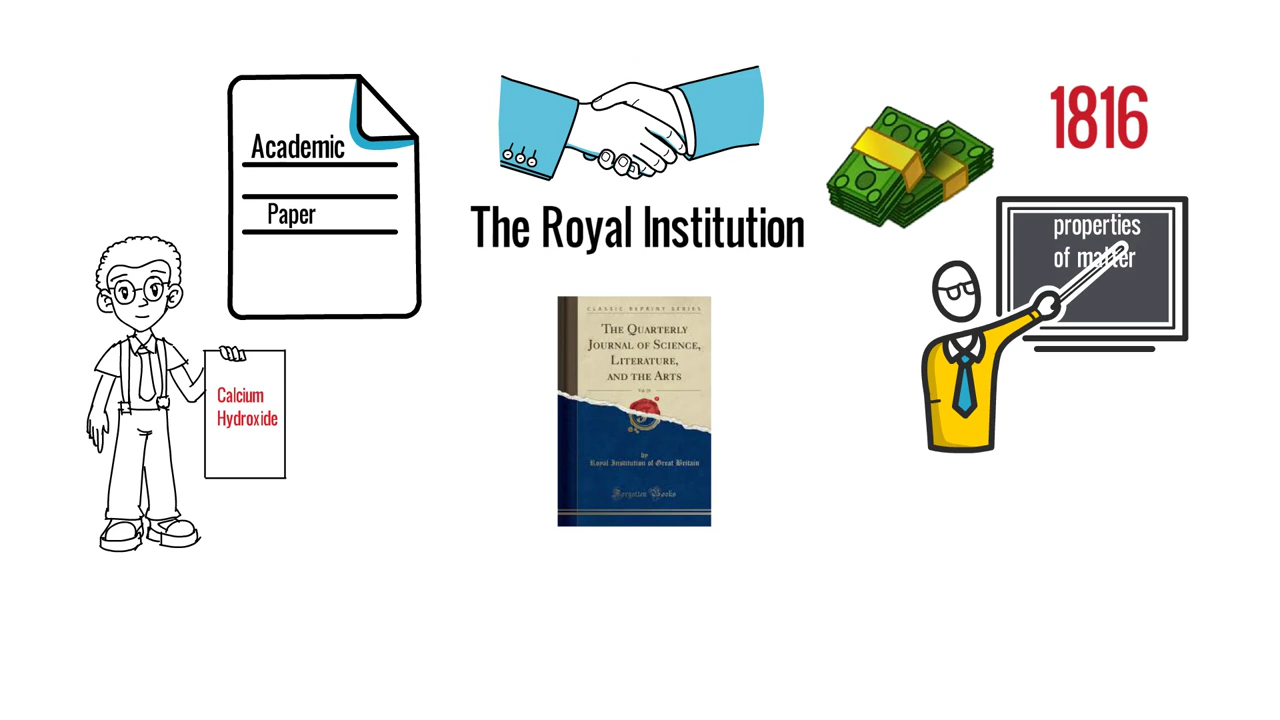 Academic
Paper
Calcium
Hydroxide
The Royal Institution
CLASSIC REPRINT SERIES
THE QUARTERLY
JOURNAL OF SCIENCE,
LITERATURE,
AND THE ARTS
by
Royal Institution of Great Britain
Forgotten Books
1816
properties
of matter